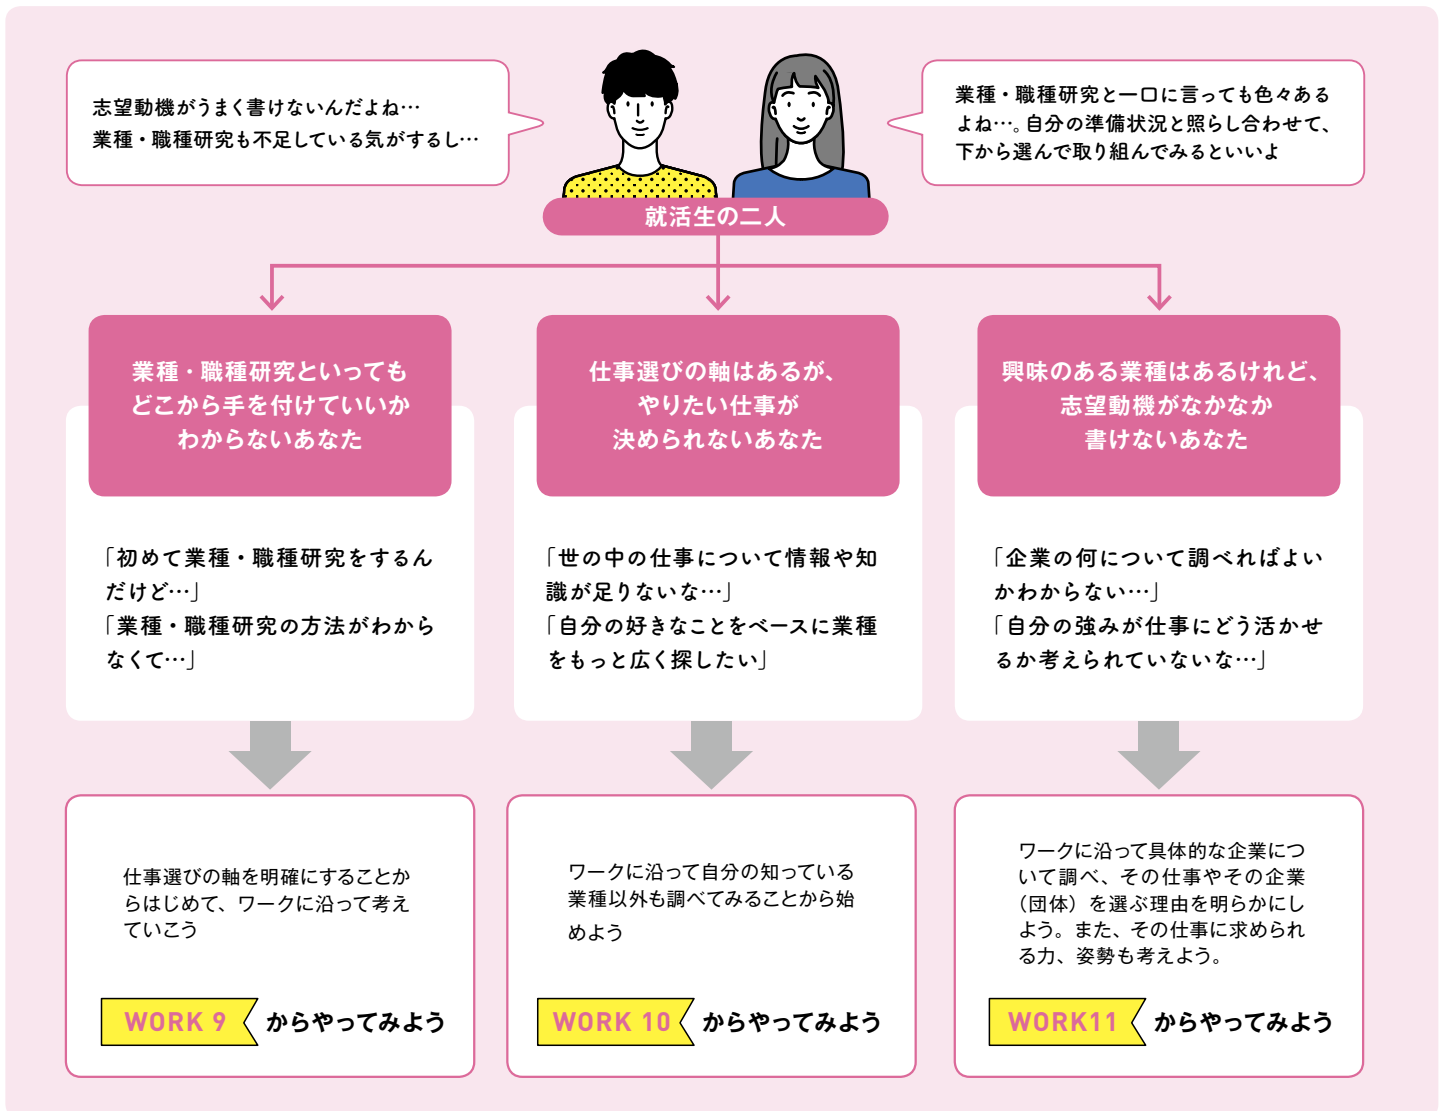 志望動機がうまく書けないんだよね…
業種・職種研究も不足している気がするし…
業種・職種研究と一口に言っても色々ある
よね…。自分の準備状況と照らし合わせて、
下から選んで取り組んでみるといいよ
就活生の二人
業種・職種研究といっても
どこから手を付けていいか
わからないあなた
「初めて業種・職種研究をするん
だけど…」
「業種・職種研究の方法がわから
なくて…」
仕事選びの軸を明確にすることか
らはじめて、ワークに沿って考え
ていこう
WORK 9 からやってみよう
仕事選びの軸はあるが、
やりたい仕事が
決められないあなた
「世の中の仕事について情報や知
識が足りないな…」
「自分の好きなことをベースに業種
をもっと広く探したい」
ワークに沿って自分の知っている
業種以外も調べてみることから始
めよう
WORK 10 からやってみよう
興味のある業種はあるけれど、
志望動機がなかなか
書けないあなた
「企業の何について調べればよい
かわからない…」
「自分の強みが仕事にどう活かせ
るか考えられていないな…」
ワークに沿って具体的な企業につ
いて調べ、その仕事やその企業
（団体）を選ぶ理由を明らかにし
よう。また、その仕事に求められ
る力、姿勢も考えよう。
WORK11 からやってみよう